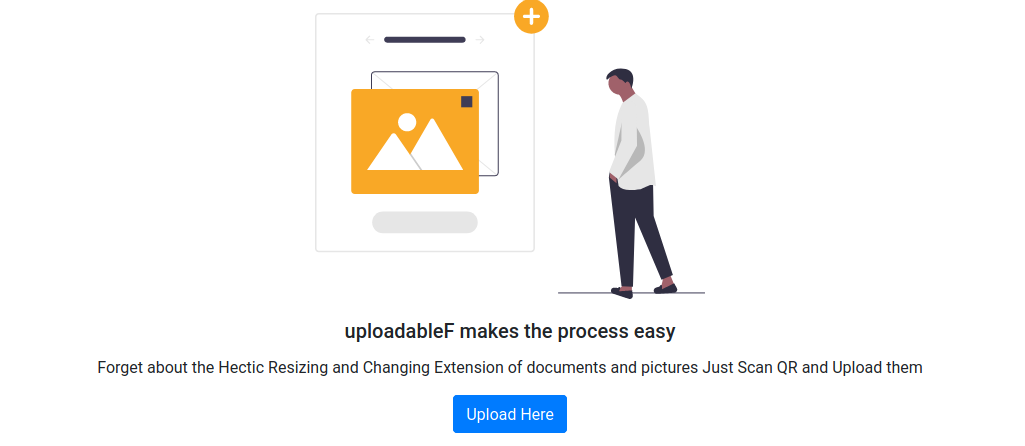 uploadableF makes the process easy
Forget about the Hectic Resizing and Changing Extension of documents and pictures Just Scan QR and Upload them
Upload Here